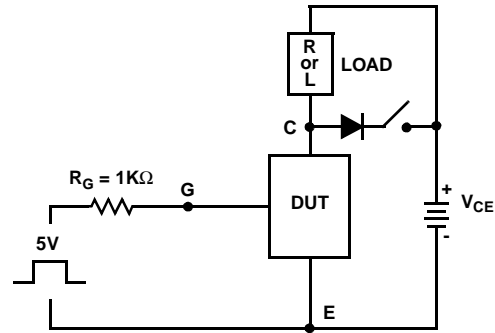 R
or
L
LOAD
C
R_G = 1KΩ
G
DUT
5V
+
V_CE
-
E